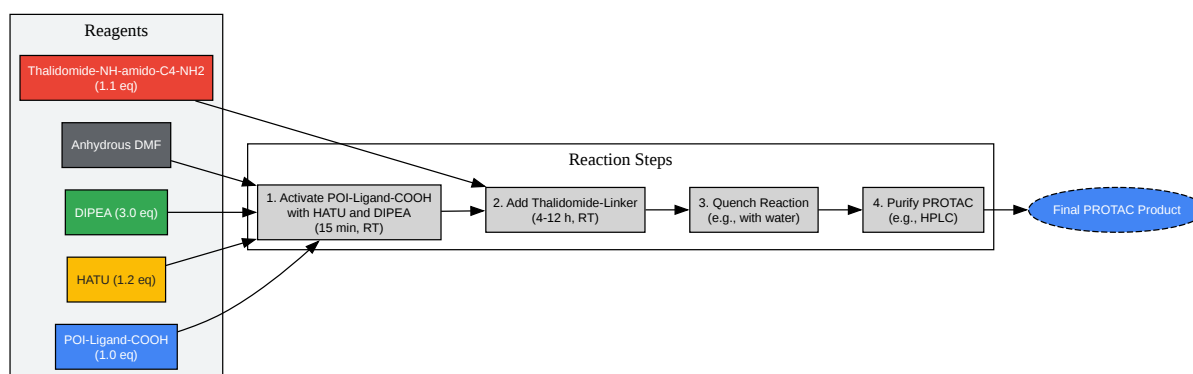 Reagents
Thalidomide-NH-amido-C4-NH2
(1.1 eq)
Anhydrous DMF
DIPEA (3.0 eq)
HATU (1.2 eq)
POI-Ligand-COOH
(1.0 eq)
Reaction Steps
1. Activate POI-Ligand-COOH
with HATU and DIPEA
(15 min, RT)
2. Add Thalidomide-Linker
(4-12 h, RT)
3. Quench Reaction
(e.g., with water)
4. Purify PROTAC
(e.g., HPLC)
Final PROTAC Product